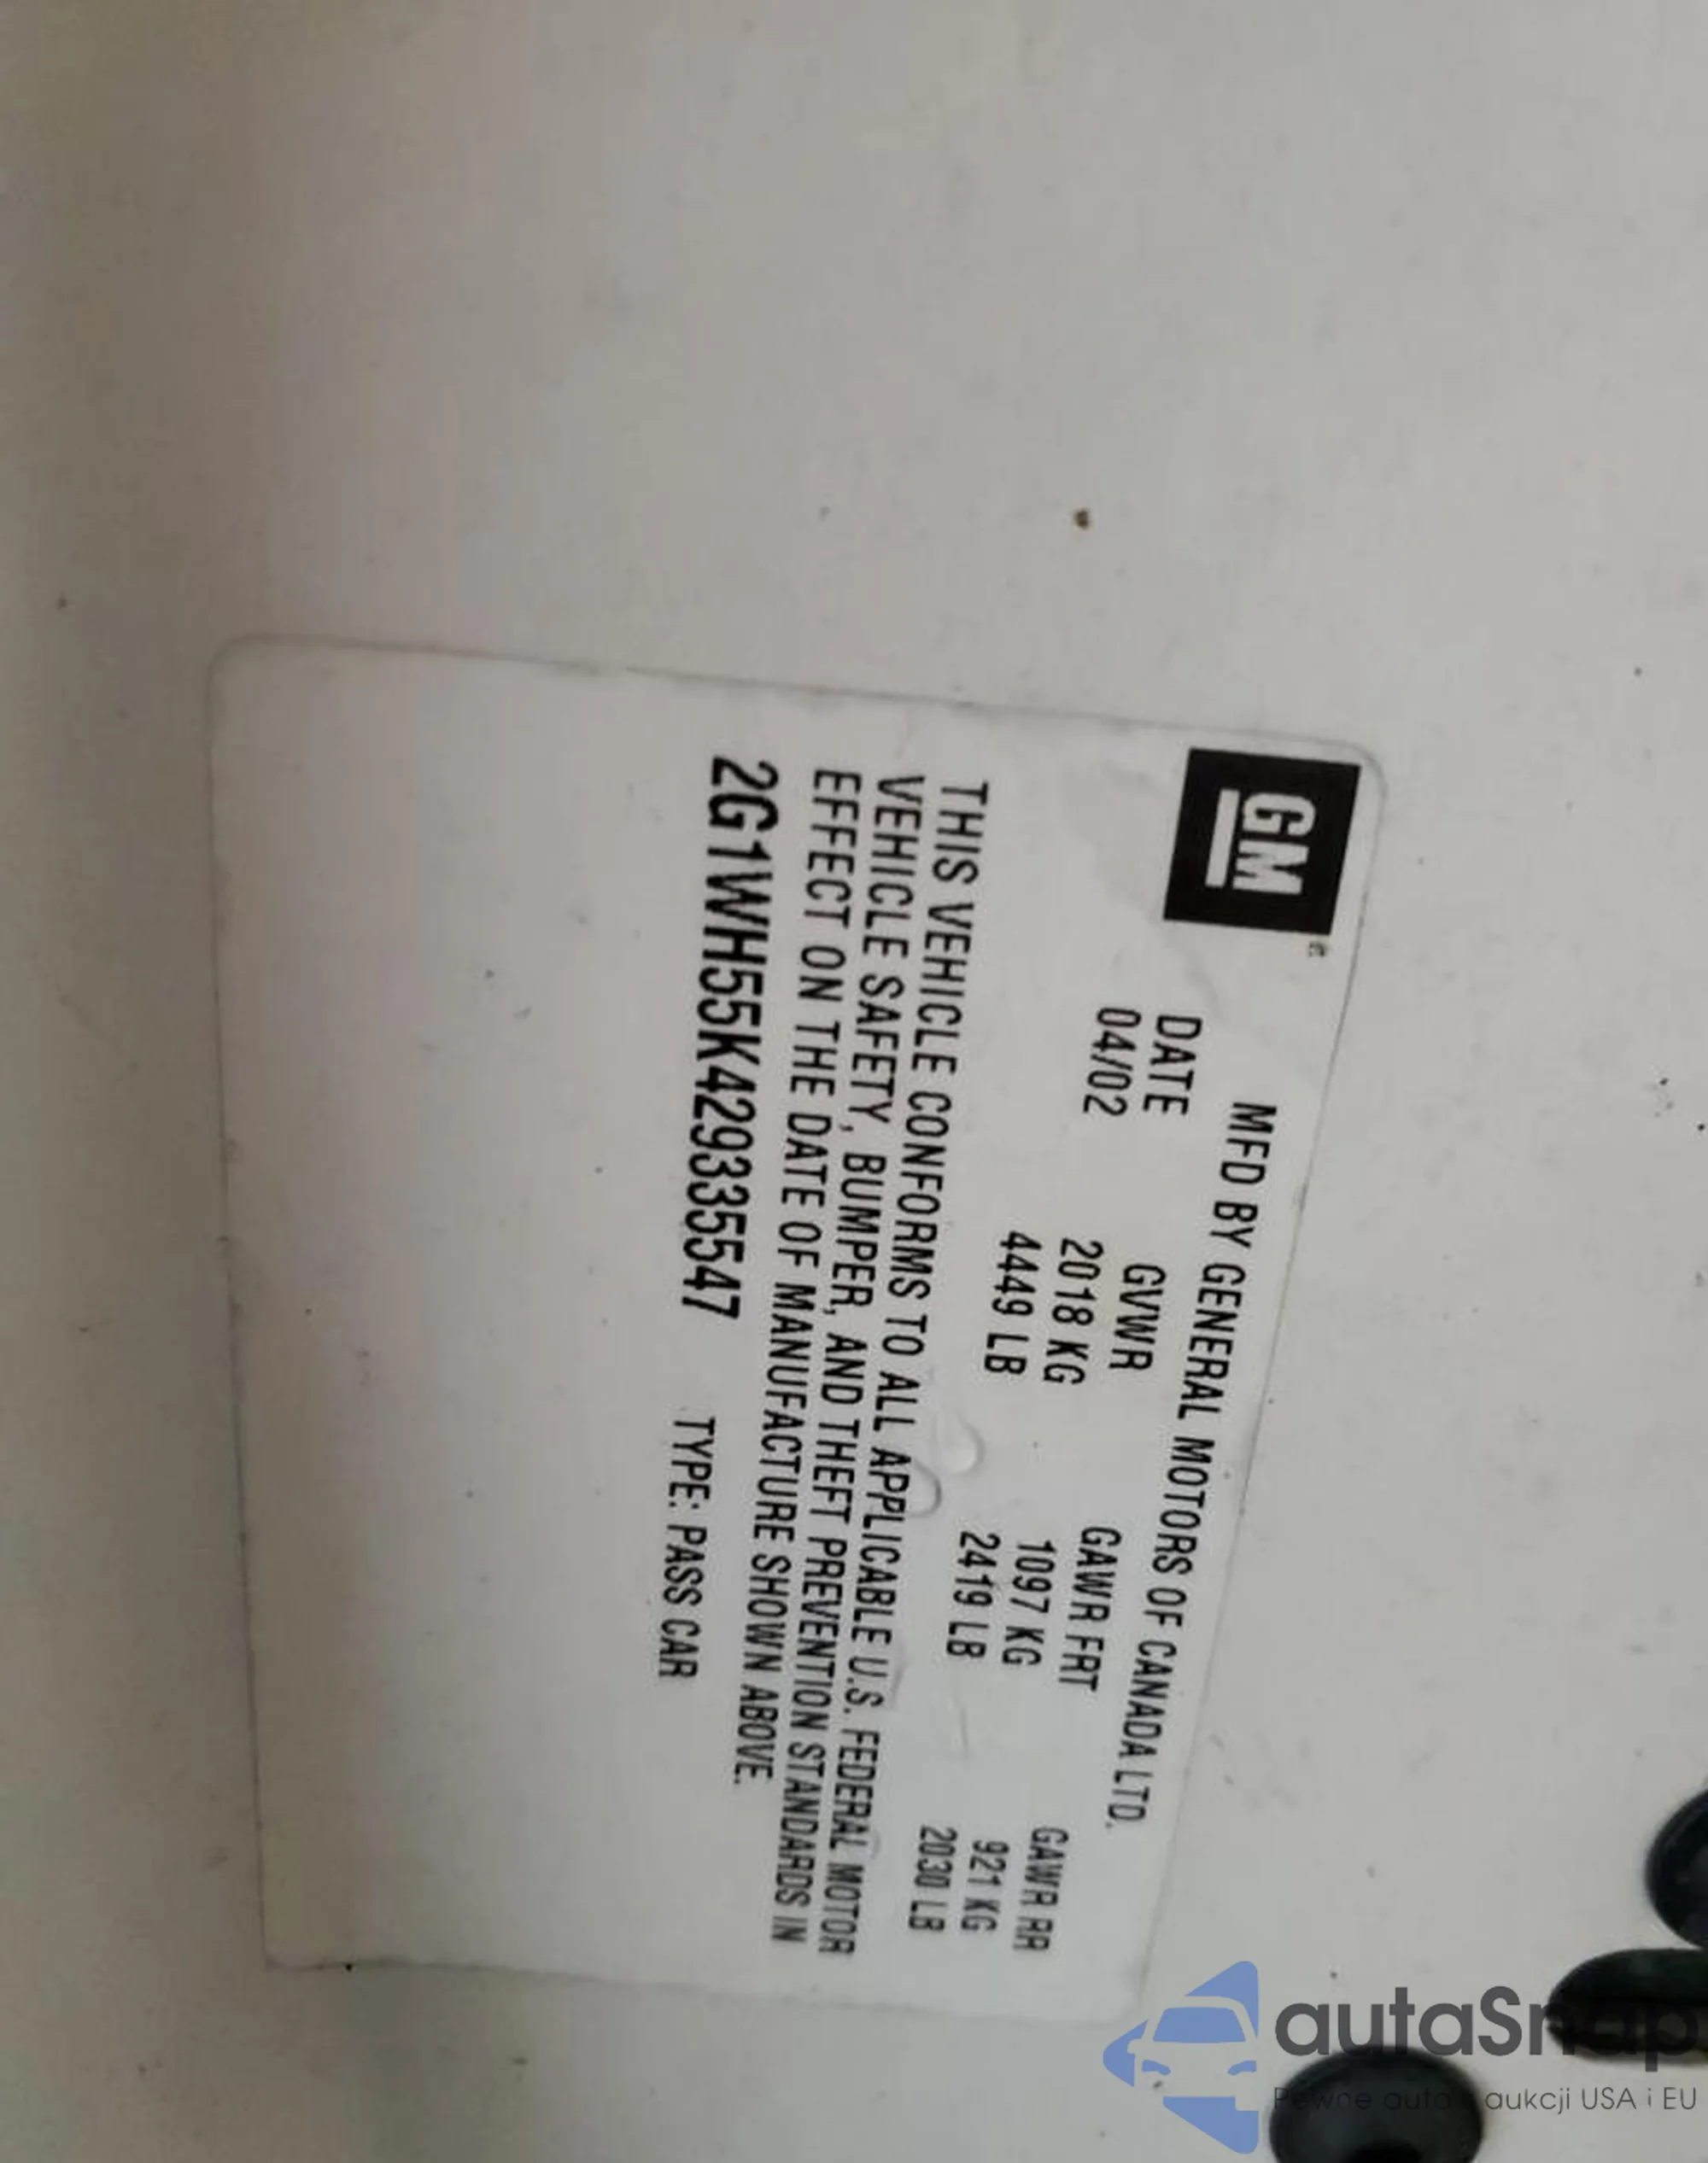 GM
MFD BY GENERAL MOTORS OF CANADA LTD.
DATE GVWR GAWR FRT GAWR RR
04/02 2018 KG 1097 KG 921 KG
4449 LB 2419 LB 2030 LB
THIS VEHICLE CONFORMS TO ALL APPLICABLE U.S. FEDERAL MOTOR
VEHICLE SAFETY, BUMPER, AND THEFT PREVENTION STANDARDS IN
EFFECT ON THE DATE OF MANUFACTURE SHOWN ABOVE.
2G1WH55K429335547 TYPE: PASS CAR
autaSnap
Pewne auta z aukcji USA i EU